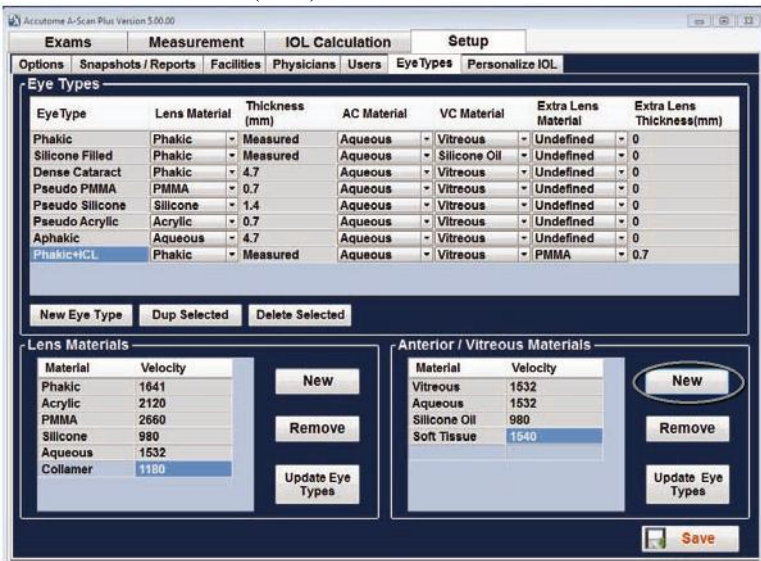 Accutome A-Scan Plus Version 5.00.00
Exams Measurement IOL Calculation Setup
Options Snapshots / Reports Facilities Physicians Users Eye Types Personalize IOL
Eye Types
Eye Type Lens Material Thickness (mm) AC Material VC Material Extra Lens Material Extra Lens Thickness(mm)
Phakic Phakic Measured Aqueous Vitreous Undefined 0
Silicone Filled Phakic Measured Aqueous Silicone Oil Undefined 0
Dense Cataract Phakic 4.7 Aqueous Vitreous Undefined 0
Pseudo PMMA PMMA 0.7 Aqueous Vitreous Undefined 0
Pseudo Silicone Silicone 1.4 Aqueous Vitreous Undefined 0
Pseudo Acrylic Acrylic 0.7 Aqueous Vitreous Undefined 0
Aphakic Aqueous 4.7 Aqueous Vitreous Undefined 0
Phakic+ICL Phakic Measured Aqueous Vitreous PMMA 0.7
New Eye Type Dup Selected Delete Selected
Lens Materials
Material Velocity
Phakic 1641
Acrylic 2120
PMMA 2660
Silicone 980
Aqueous 1532
Collamer 1180
New
Remove
Update Eye Types
Anterior / Vitreous Materials
Material Velocity
Vitreous 1532
Aqueous 1532
Silicone Oil 980
Soft Tissue 1540
New
Remove
Update Eye Types
Save